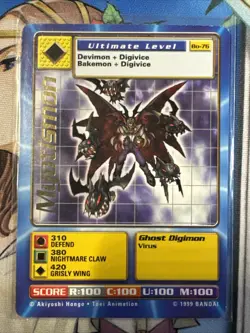 Ultimate Level
Bo-76
Devimon + Digivice
Bakemon + Digivice
Myotismon
310
DEFEND
380
NIGHTMARE CLAW
420
GRISLY WING
Ghost Digimon
Virus
SCORE R:100 C:100 U:100 M:100
© Akiyoshi Hongo • Toei Animation © 1999 BANDAI